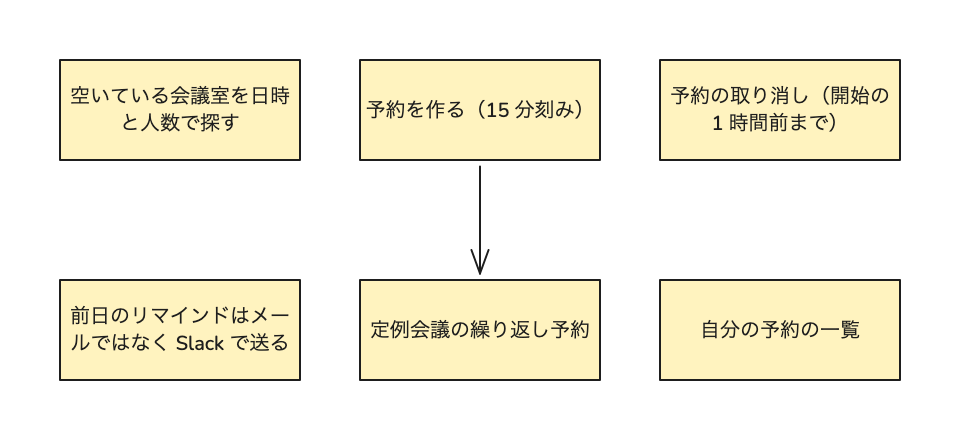 空いている会議室を日時
と人数で探す
予約を作る（15 分刻み）
予約の取り消し（開始の
1 時間前まで）
前日のリマインドはメー
ルではなく Slack で送る
定例会議の繰り返し予約
自分の予約の一覧